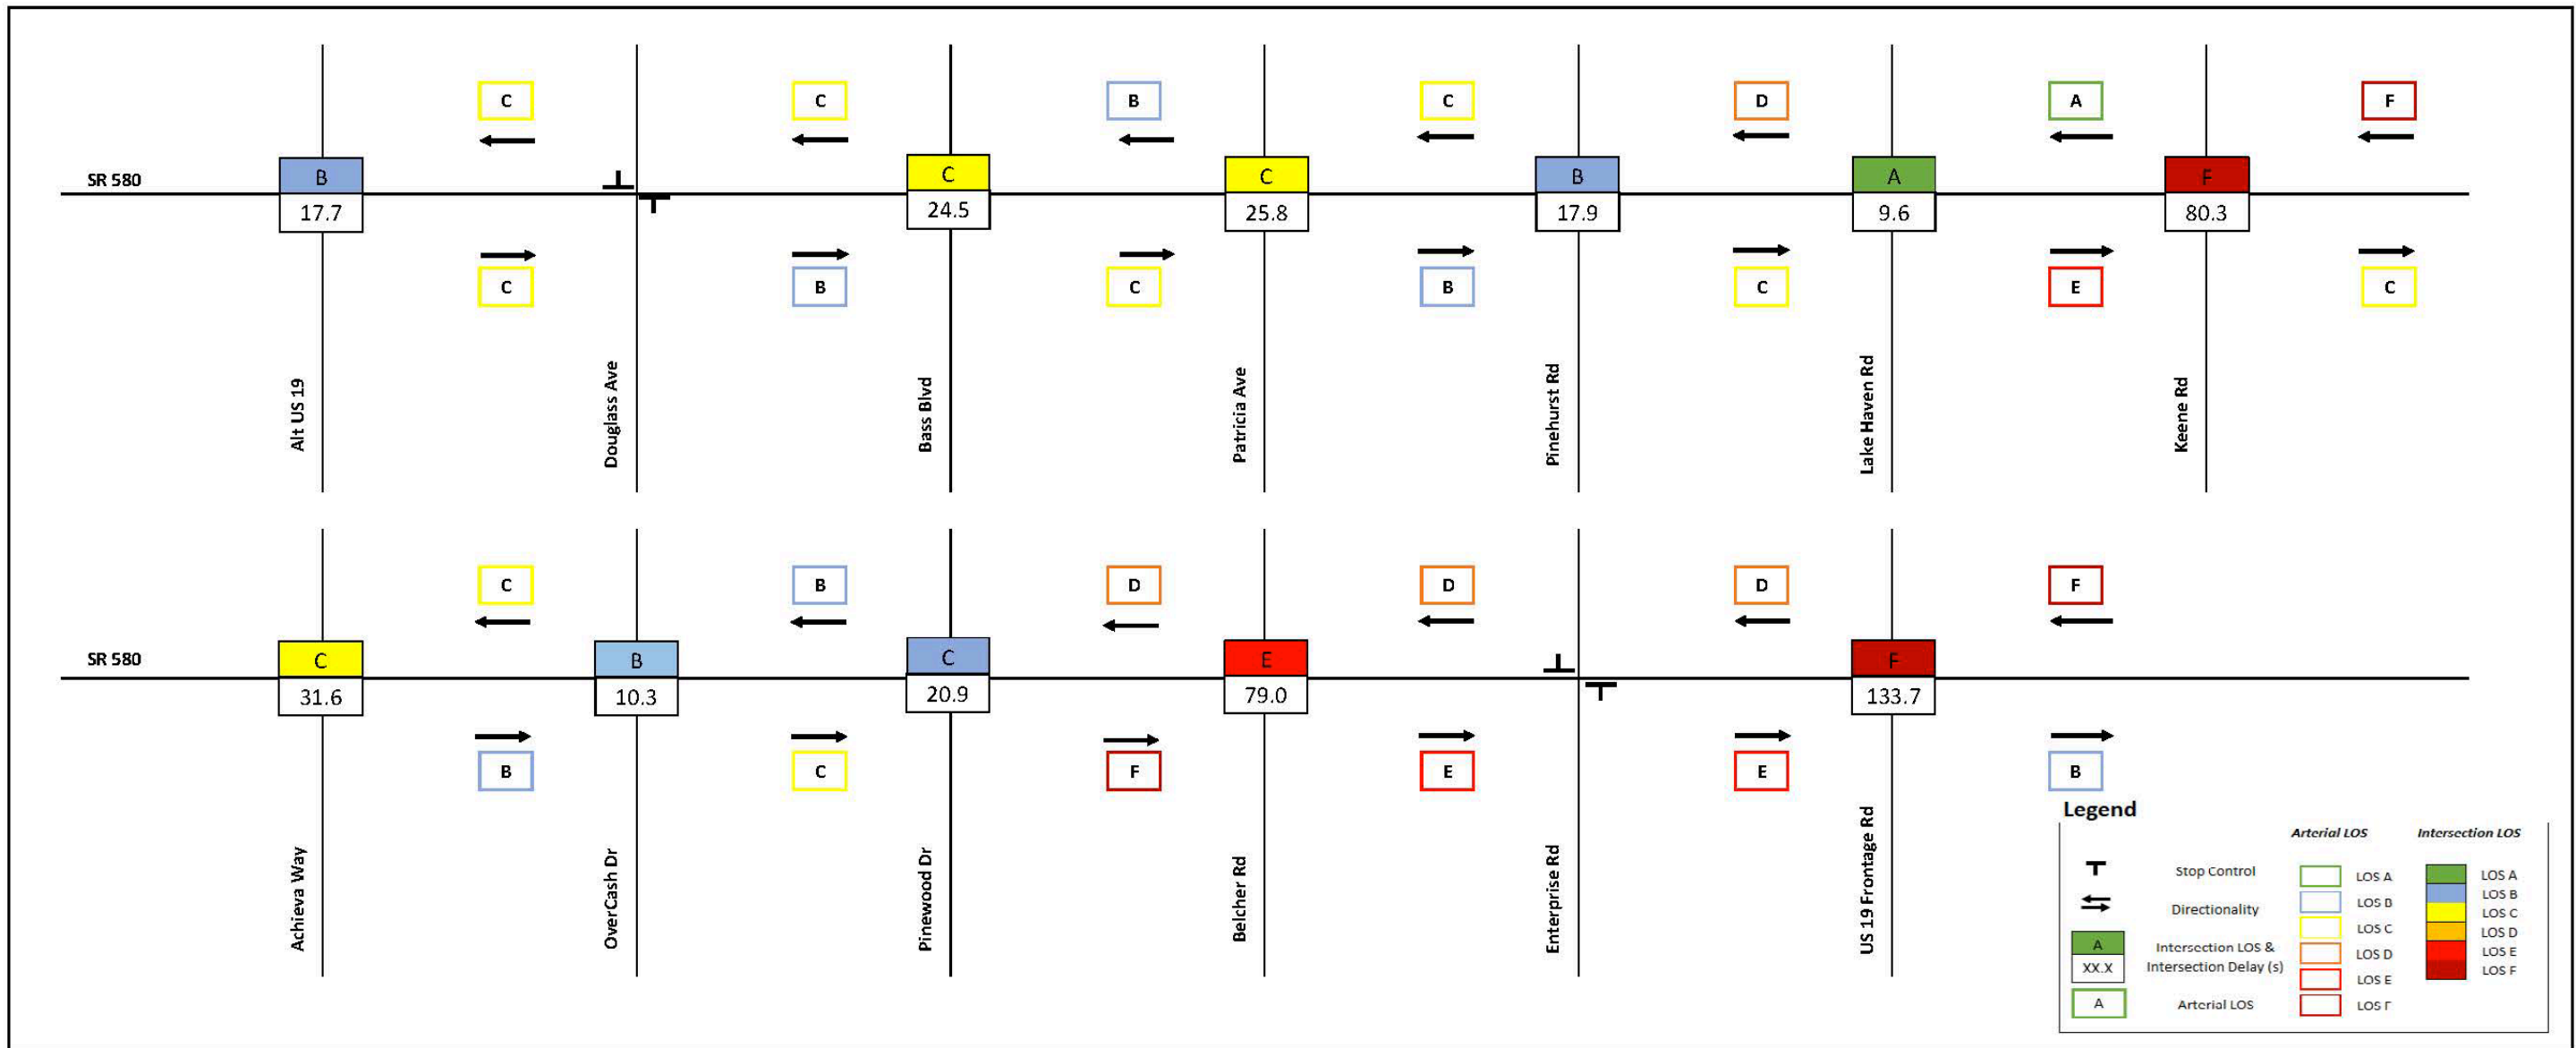 C C B C D A F
SR 580 B C C B A F
17.7 24.5 25.8 17.9 9.6 80.3
C B C B C E C
Alt US 19
Douglass Ave
Bass Blvd
Patricia Ave
Pinehurst Rd
Lake Haven Rd
Keene Rd
C B D D D F
SR 580 C B C E F
31.6 10.3 20.9 79.0 133.7
B C F E E B
Achieva Way
OverCash Dr
Pinewood Dr
Belcher Rd
Enterprise Rd
US 19 Frontage Rd
Legend
Arterial LOS Intersection LOS
Stop Control
Directionality
A Intersection LOS &
XX.X Intersection Delay (s)
A Arterial LOS
LOS A
LOS B
LOS C
LOS D
LOS E
LOS F
LOS A
LOS B
LOS C
LOS D
LOS E
LOS F